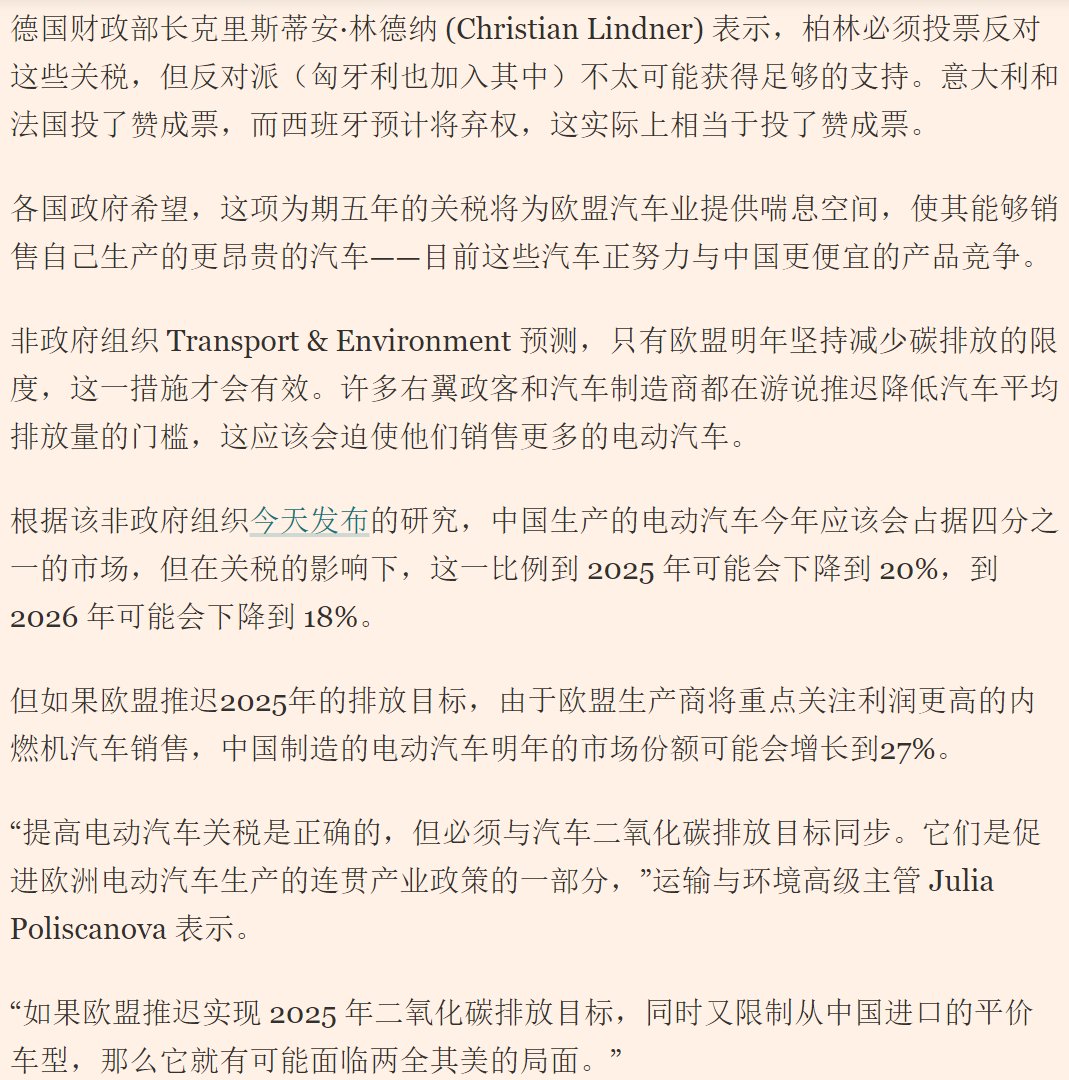 德国财政部长克里斯蒂安·林德纳 (Christian Lindner) 表示，柏林必须投票反对
这些关税，但反对派（匈牙利也加入其中）不太可能获得足够的支持。意大利和
法国投了赞成票，而西班牙预计将弃权，这实际上相当于投了赞成票。
各国政府希望，这项为期五年的关税将为欧盟汽车业提供喘息空间，使其能够销
售自己生产的更昂贵的汽车——目前这些汽车正努力与中国更便宜的产品竞争。
非政府组织 Transport & Environment 预测，只有欧盟明年坚持减少碳排放的限
度，这一措施才会有效。许多右翼政客和汽车制造商都在游说推迟降低汽车平均
排放量的门槛，这应该会迫使他们销售更多的电动汽车。
根据该非政府组织今天发布的研究，中国生产的电动汽车今年应该会占据四分之
一的市场，但在关税的影响下，这一比例到 2025 年可能会下降到 20%，到
2026 年可能会下降到 18%。
但如果欧盟推迟2025年的排放目标，由于欧盟生产商将重点关注利润更高的内
燃机汽车销售，中国制造的电动汽车明年的市场份额可能会增长到27%。
“提高电动汽车关税是正确的，但必须与汽车二氧化碳排放目标同步。它们是促
进欧洲电动汽车生产的连贯产业政策的一部分，”运输与环境高级主管 Julia
Poliscanova 表示。
“如果欧盟推迟实现 2025 年二氧化碳排放目标，同时又限制从中国进口的平价
车型，那么它就有可能面临两全其美的局面。”